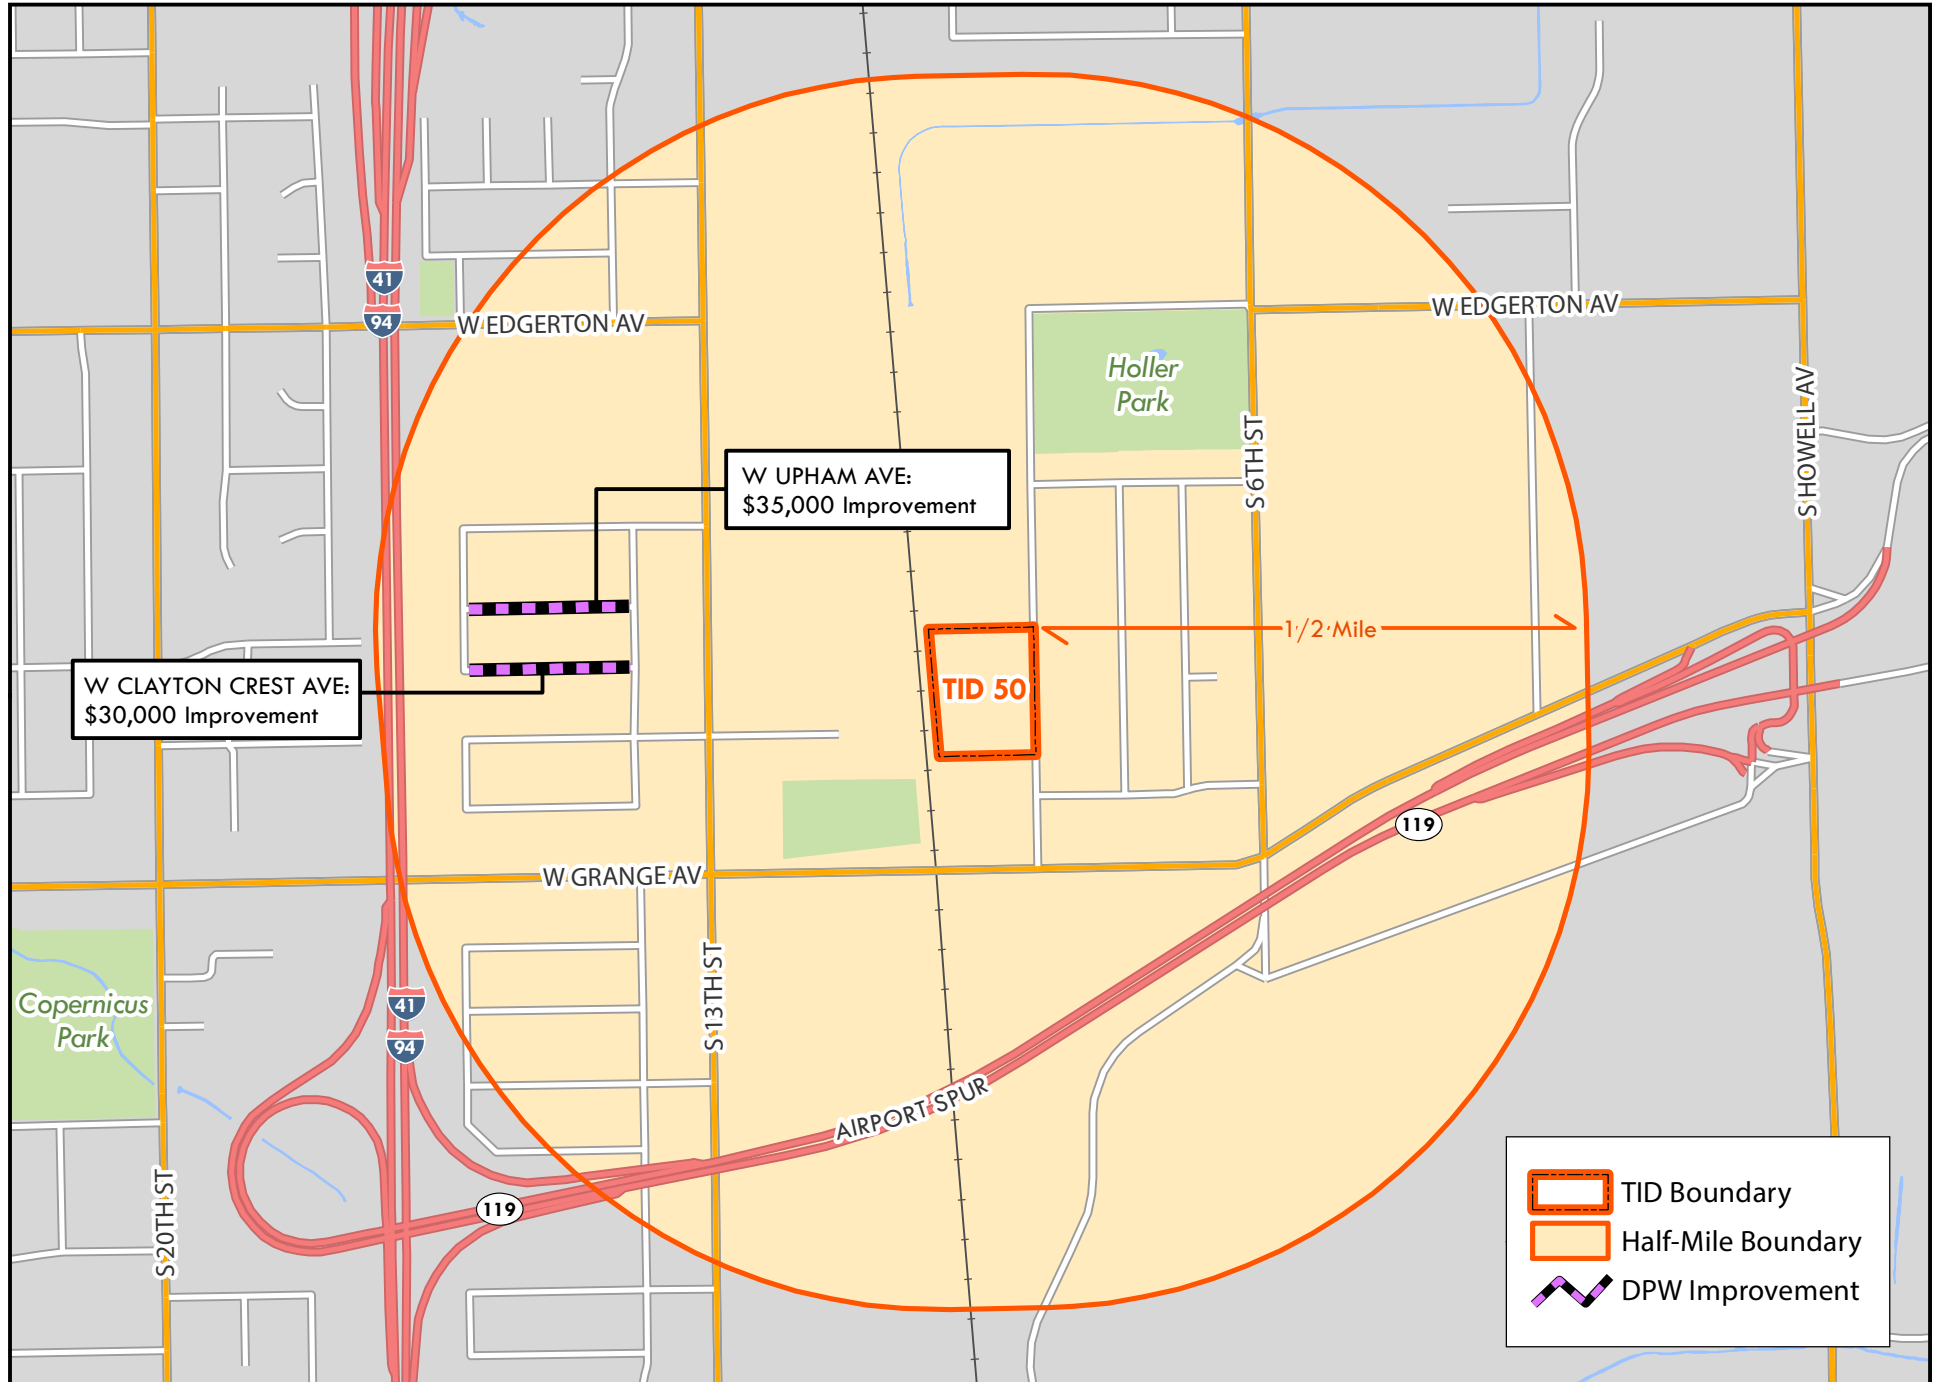 41
94
W EDGERTON AV
W EDGERTON AV
Holler
Park
S 6TH ST
S HOWELL AV
W UPHAM AVE:
$35,000 Improvement
1/2 Mile
W CLAYTON CREST AVE:
$30,000 Improvement
TID 50
119
W GRANGE AV
S 13TH ST
Copernicus
Park
41
94
AIRPORT SPUR
119
S 20TH ST
TID Boundary
Half-Mile Boundary
DPW Improvement